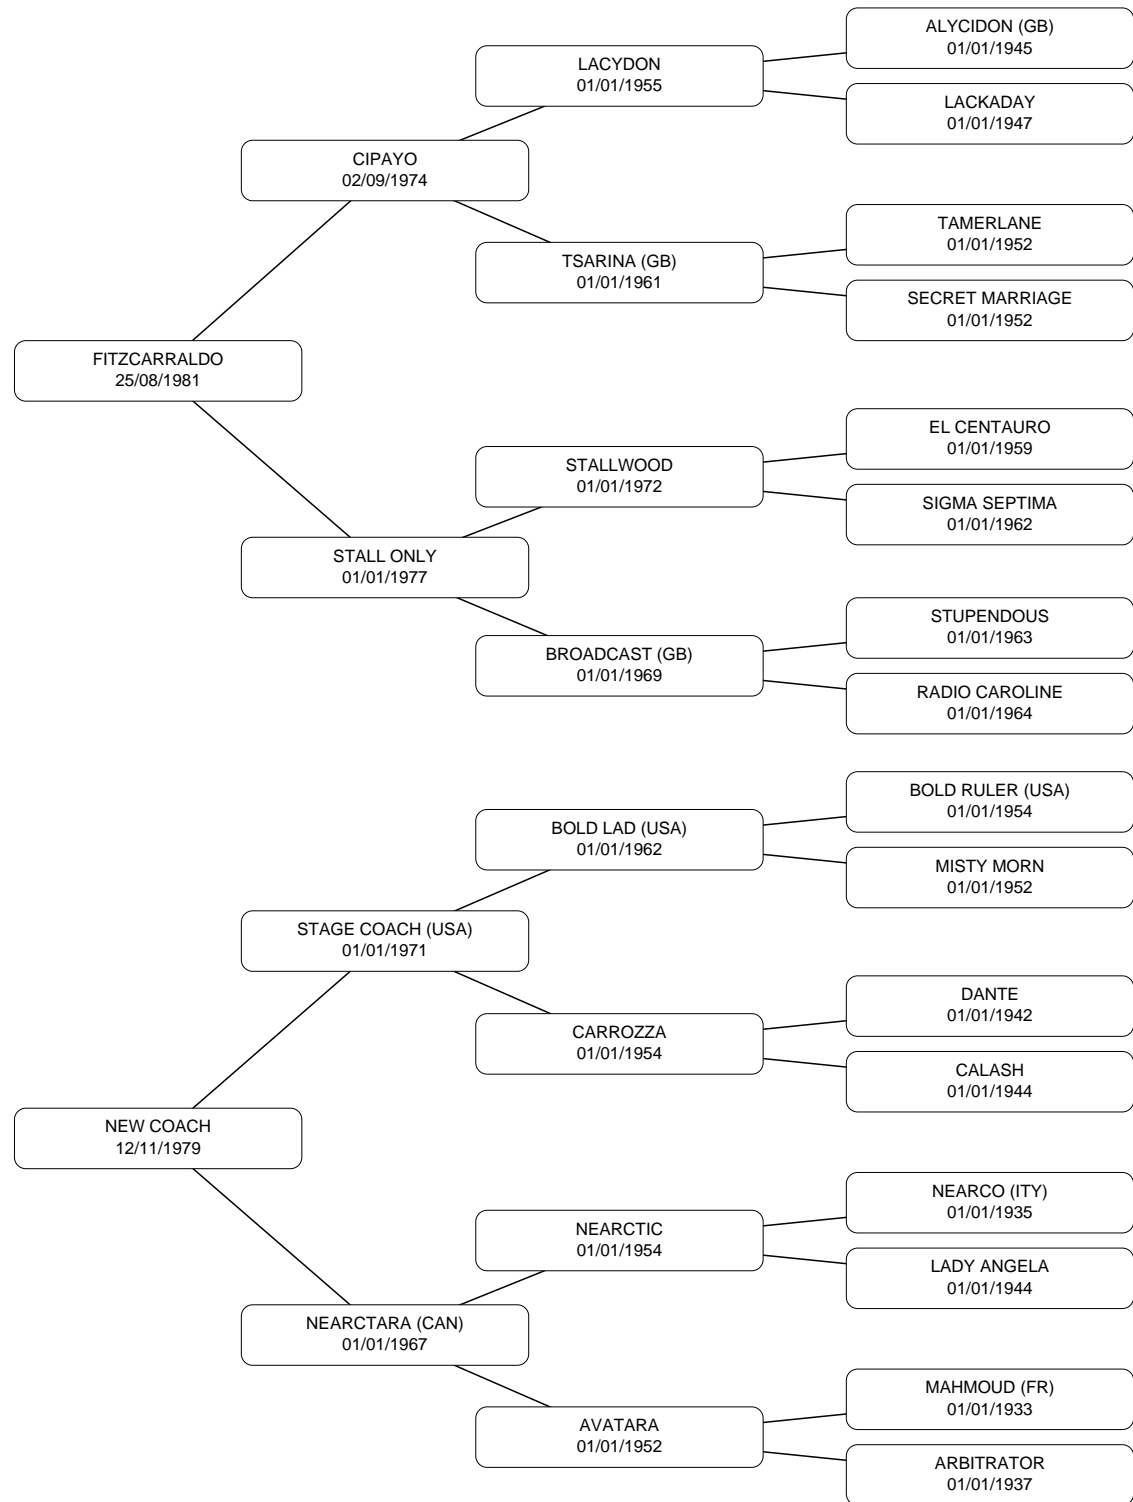 ALYCIDON (GB)
01/01/1945
LACYDON
01/01/1955
LACKADAY
01/01/1947
CIPAYO
02/09/1974
TAMERLANE
01/01/1952
TSARINA (GB)
01/01/1961
SECRET MARRIAGE
01/01/1952
FITZCARRALDO
25/08/1981
EL CENTAURO
01/01/1959
STALLWOOD
01/01/1972
SIGMA SEPTIMA
01/01/1962
STALL ONLY
01/01/1977
STUPENDOUS
01/01/1963
BROADCAST (GB)
01/01/1969
RADIO CAROLINE
01/01/1964
BOLD RULER (USA)
01/01/1954
BOLD LAD (USA)
01/01/1962
MISTY MORN
01/01/1952
STAGE COACH (USA)
01/01/1971
DANTE
01/01/1942
CARROZZA
01/01/1954
CALASH
01/01/1944
NEW COACH
12/11/1979
NEARCO (ITY)
01/01/1935
NEARCTIC
01/01/1954
LADY ANGELA
01/01/1944
NEARCTARA (CAN)
01/01/1967
MAHMOUD (FR)
01/01/1933
AVATARA
01/01/1952
ARBITRATOR
01/01/1937